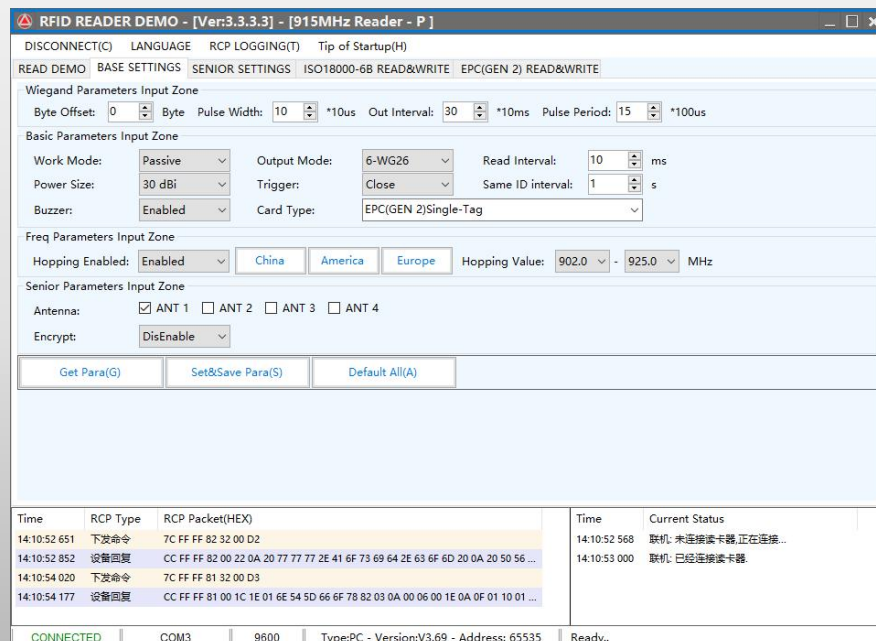 RFID READER DEMO - [Ver:3.3.3.3] - [915MHz Reader - P ]
DISCONNECT(C) LANGUAGE RCP LOGGING(T) Tip of Startup(H)
READ DEMO BASE SETTINGS SENIOR SETTINGS ISO18000-6B READ&WRITE EPC(GEN 2) READ&WRITE
Wiegand Parameters Input Zone
Byte Offset: 0 Byte Pulse Width: 10 *10us Out Interval: 30 *10ms Pulse Period: 15 *100us
Basic Parameters Input Zone
Work Mode: Passive Output Mode: 6-WG26 Read Interval: 10 ms
Power Size: 30 dBi Trigger: Close Same ID interval: 1 s
Buzzer: Enabled Card Type: EPC(GEN 2)Single-Tag
Freq Parameters Input Zone
Hopping Enabled: Enabled China America Europe Hopping Value: 902.0 - 925.0 MHz
Senior Parameters Input Zone
Antenna: ANT 1 ANT 2 ANT 3 ANT 4
Encrypt: DisEnable
Get Para(G) Set&Save Para(S) Default All(A)
Time RCP Type RCP Packet(HEX) Time Current Status
14:10:52 651 下发命令 7C FF FF 82 32 00 D2 14:10:52 568 联机: 未连接读卡器,正在连接...
14:10:52 852 设备回复 CC FF FF 82 00 22 0A 20 77 77 77 2E 41 6F 73 69 64 2E 63 6F 6D 20 0A 20 50 56 ... 14:10:53 000 联机: 已经连接读卡器.
14:10:54 020 下发命令 7C FF FF 81 32 00 D3
14:10:54 177 设备回复 CC FF FF 81 00 1C 1E 01 6E 54 5D 66 6F 78 82 03 0A 00 06 00 1E 0A 0F 01 10 01 ...
CONNECTED COM3 9600 Type:PC - Version:V3.69 - Address: 65535 Ready..